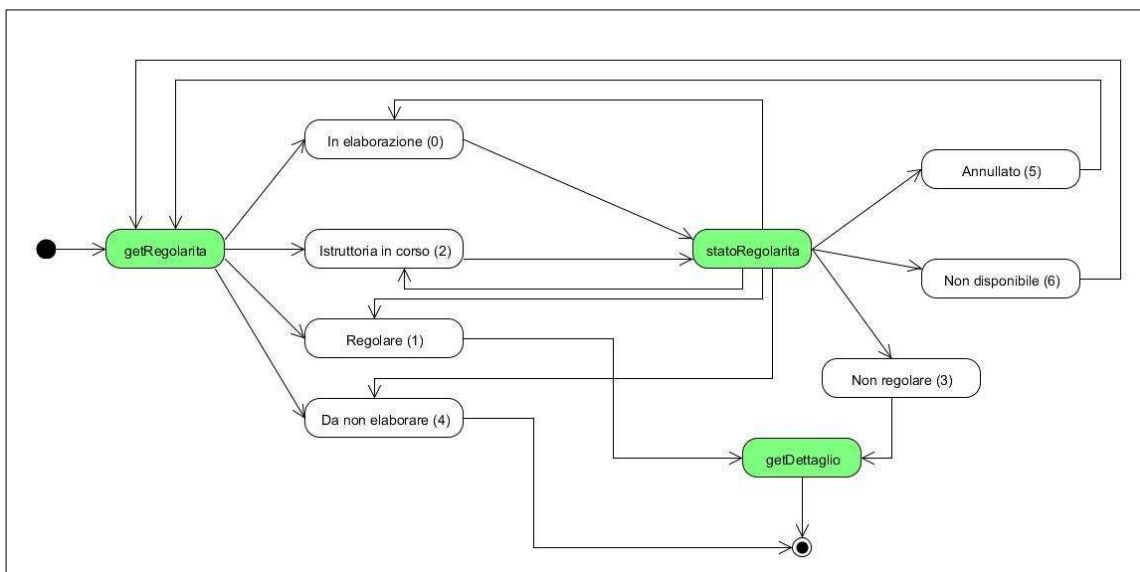 In elaborazione (0)
Annullato (5)
getRegolarita
Istruttoria in corso (2)
statoRegolarita
Non disponibile (6)
Regolare (1)
Non regolare (3)
Da non elaborare (4)
getDettaglio